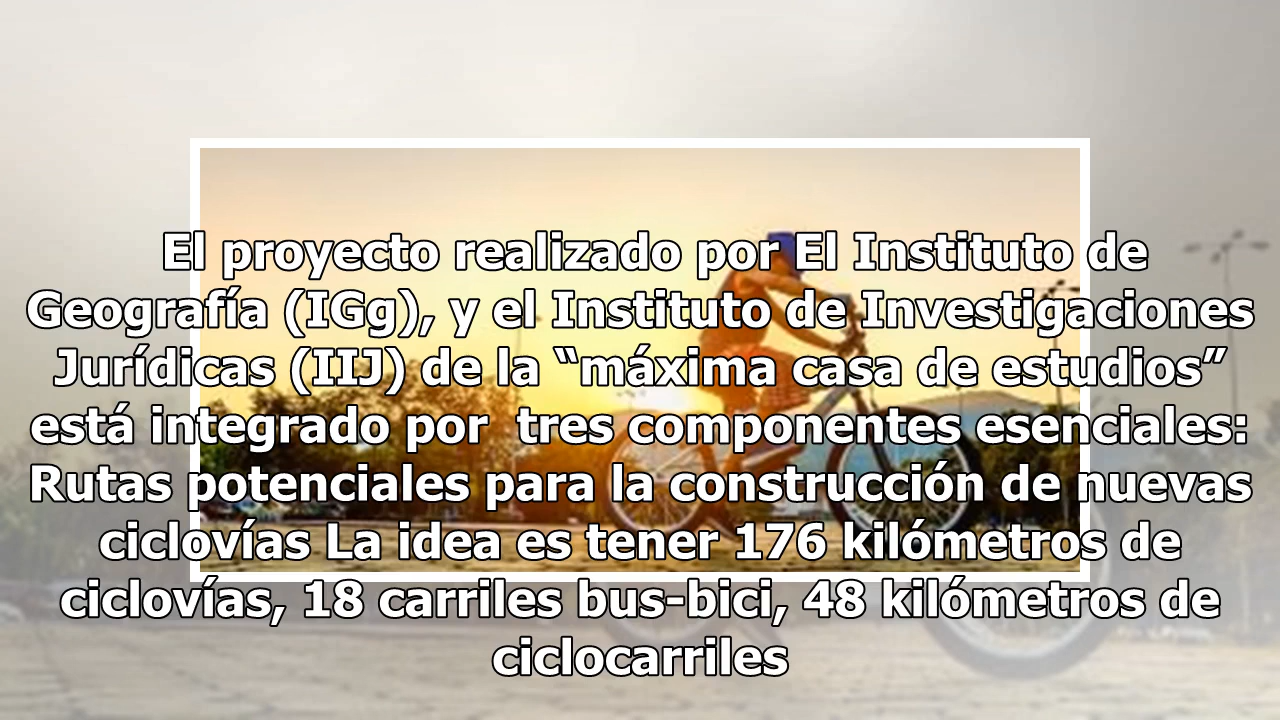 El proyecto realizado por El Instituto de
Geografía (IGg), y el Instituto de Investigaciones
Jurídicas (IIJ) de la “máxima casa de estudios”
está integrado por  tres componentes esenciales:
Rutas potenciales para la construcción de nuevas
ciclovías La idea es tener 176 kilómetros de
ciclovías, 18 carriles bus-bici, 48 kilómetros de
ciclocarriles